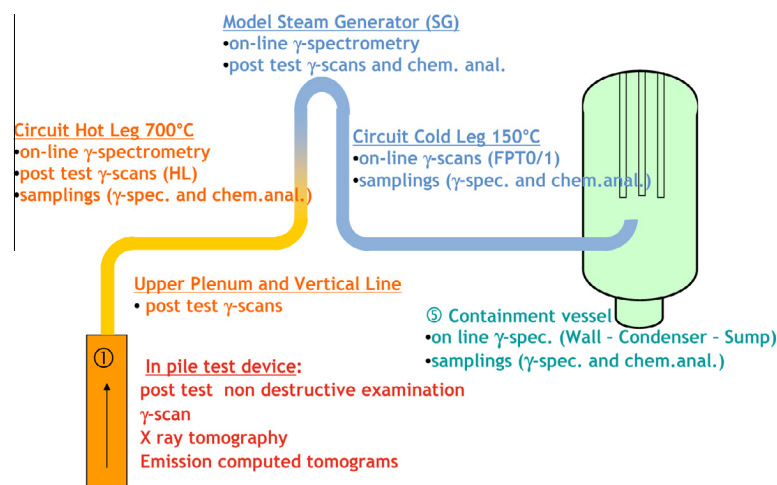 Model Steam Generator (SG)
•on-line γ-spectrometry
•post test γ-scans and chem. anal.
Circuit Hot Leg 700°C
•on-line γ-spectrometry
•post test γ-scans (HL)
•samplings (γ-spec. and chem.anal.)
Circuit Cold Leg 150°C
•on-line γ-scans (FPT0/1)
•samplings (γ-spec. and chem.anal.)
Upper Plenum and Vertical Line
• post test γ-scans
⑤ Containment vessel
•on line γ-spec. (Wall – Condenser – Sump)
•samplings (γ-spec. and chem.anal.)
①
In pile test device:
post test non destructive examination
γ-scan
X ray tomography
Emission computed tomograms